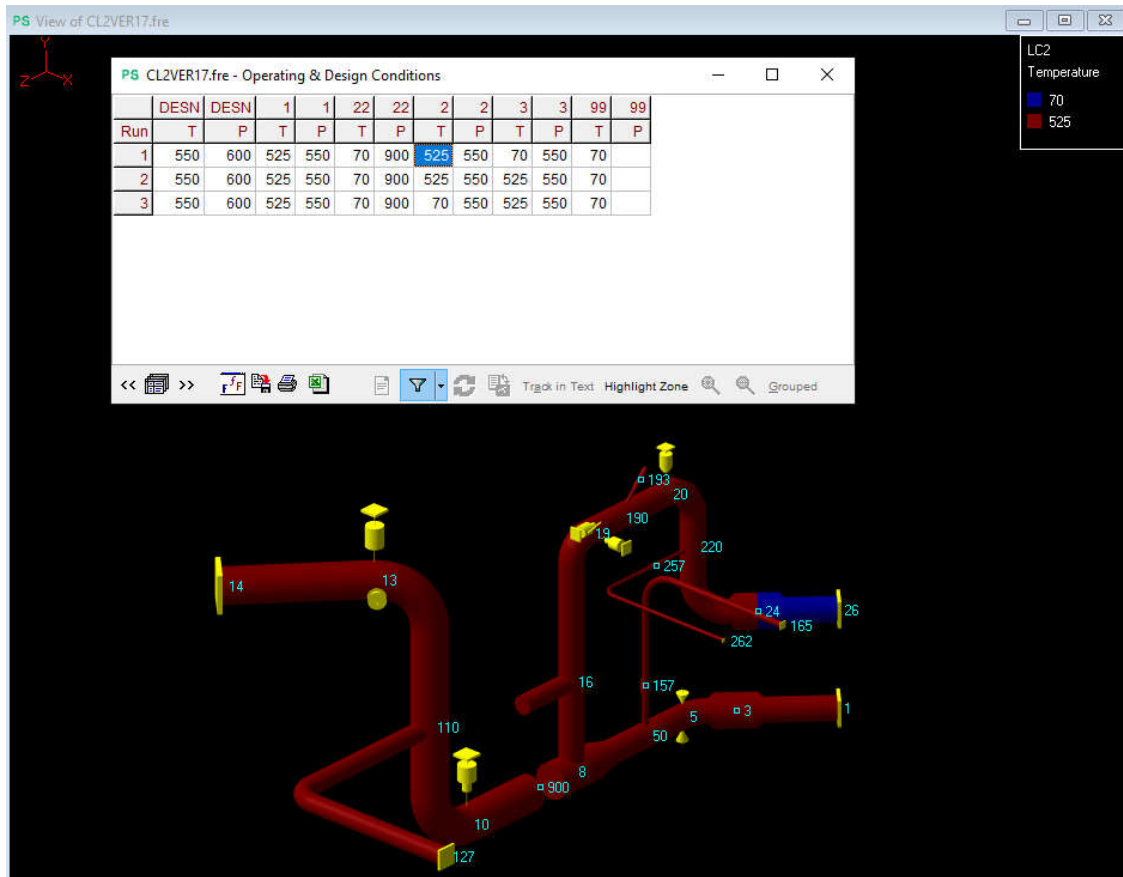 PS View of CL2VER17.fre
Y
Z X
LC2
Temperature
70
525
PS CL2VER17.fre - Operating & Design Conditions
DESN DESN 1 1 22 22 2 2 3 3 99 99
Run T P T P T P T P T P T P
1 550 600 525 550 70 900 525 550 70 550 70
2 550 600 525 550 70 900 525 550 525 550 70
3 550 600 525 550 70 900 70 550 525 550 70
<< >> F f F Track in Text Highlight Zone Grouped
193
20
19
190
220
14
13
257
24
26
165
262
16
157
3
1
5
110
50
8
900
10
127